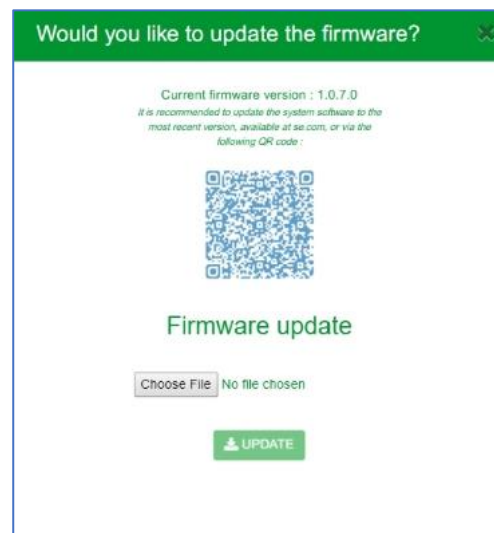 Would you like to update the firmware?
Current firmware version : 1.0.7.0
It is recommended to update the system software to the
most recent version, available at se.com, or via the
following QR code :
Firmware update
Choose File No file chosen
UPDATE